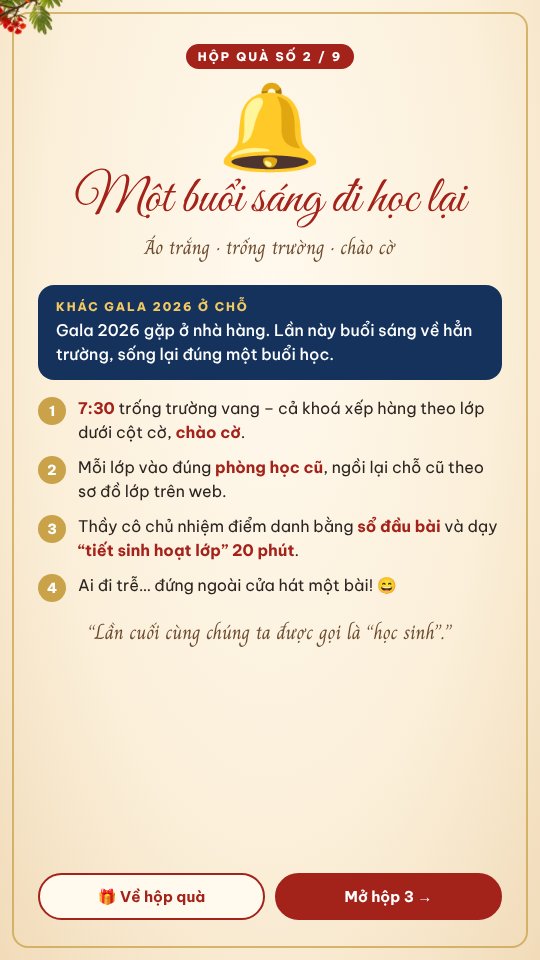 HỘP QUÀ SỐ 2 / 9
Một buổi sáng đi học lại
Áo trắng · trống trường · chào cờ
KHÁC GALA 2026 Ở CHỖ
Gala 2026 gặp ở nhà hàng. Lần này buổi sáng về hẳn
trường, sống lại đúng một buổi học.
1 7:30 trống trường vang – cả khoá xếp hàng theo lớp
dưới cột cờ, chào cờ.
2 Mỗi lớp vào đúng phòng học cũ, ngồi lại chỗ cũ theo
sơ đồ lớp trên web.
3 Thầy cô chủ nhiệm điểm danh bằng sổ đầu bài và dạy
“tiết sinh hoạt lớp” 20 phút.
4 Ai đi trễ... đứng ngoài cửa hát một bài! 😄
“Lần cuối cùng chúng ta được gọi là “học sinh”.”
🎁 Về hộp quà
Mở hộp 3 →